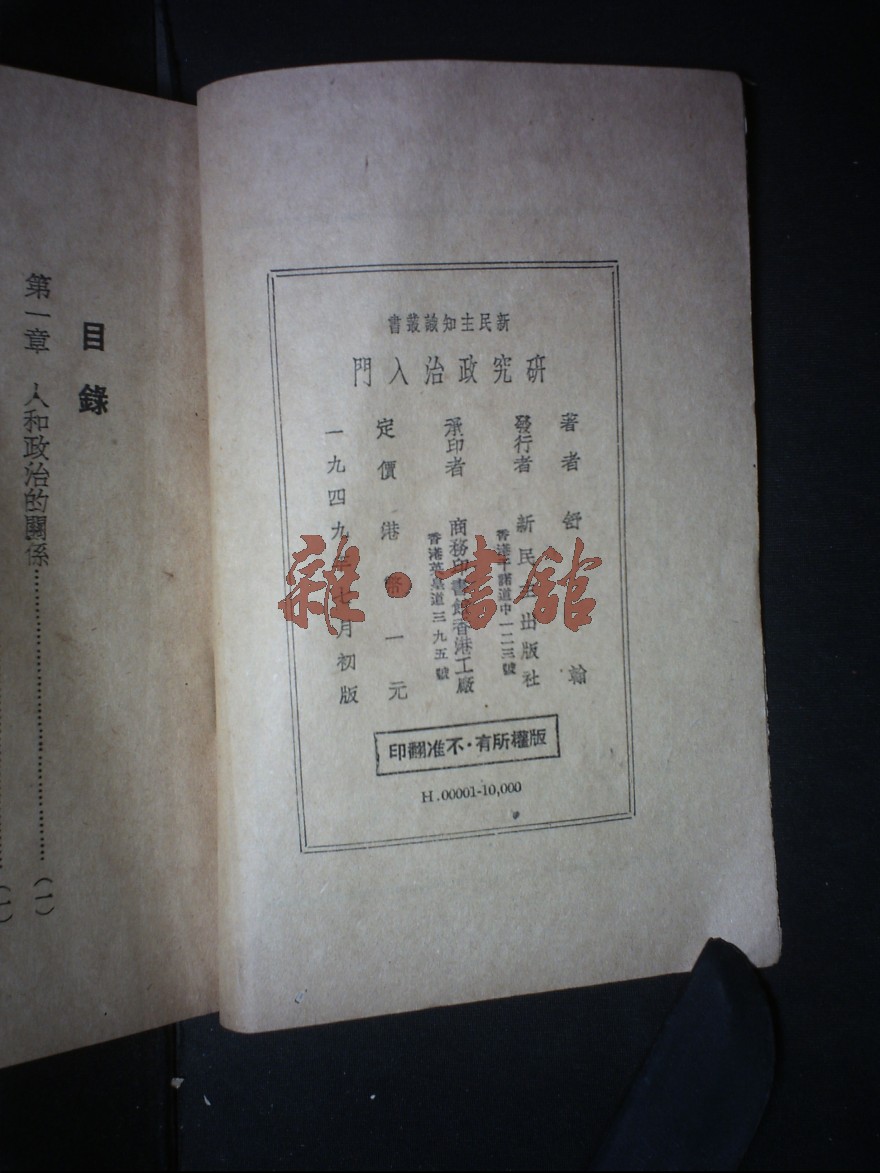 新民主知識叢書
研究政治入門
著者 舒翰
發行者 新民主出版社
香港干諾道中一二三號
承印者 商務印書館香港工廠
香港英皇道三九五號
定價港幣一元
一九四九年七月初版
版權所有·不准翻印
H.00001-10,000
雜·書館
目錄
第一章 人和政治的關係……………………(一)